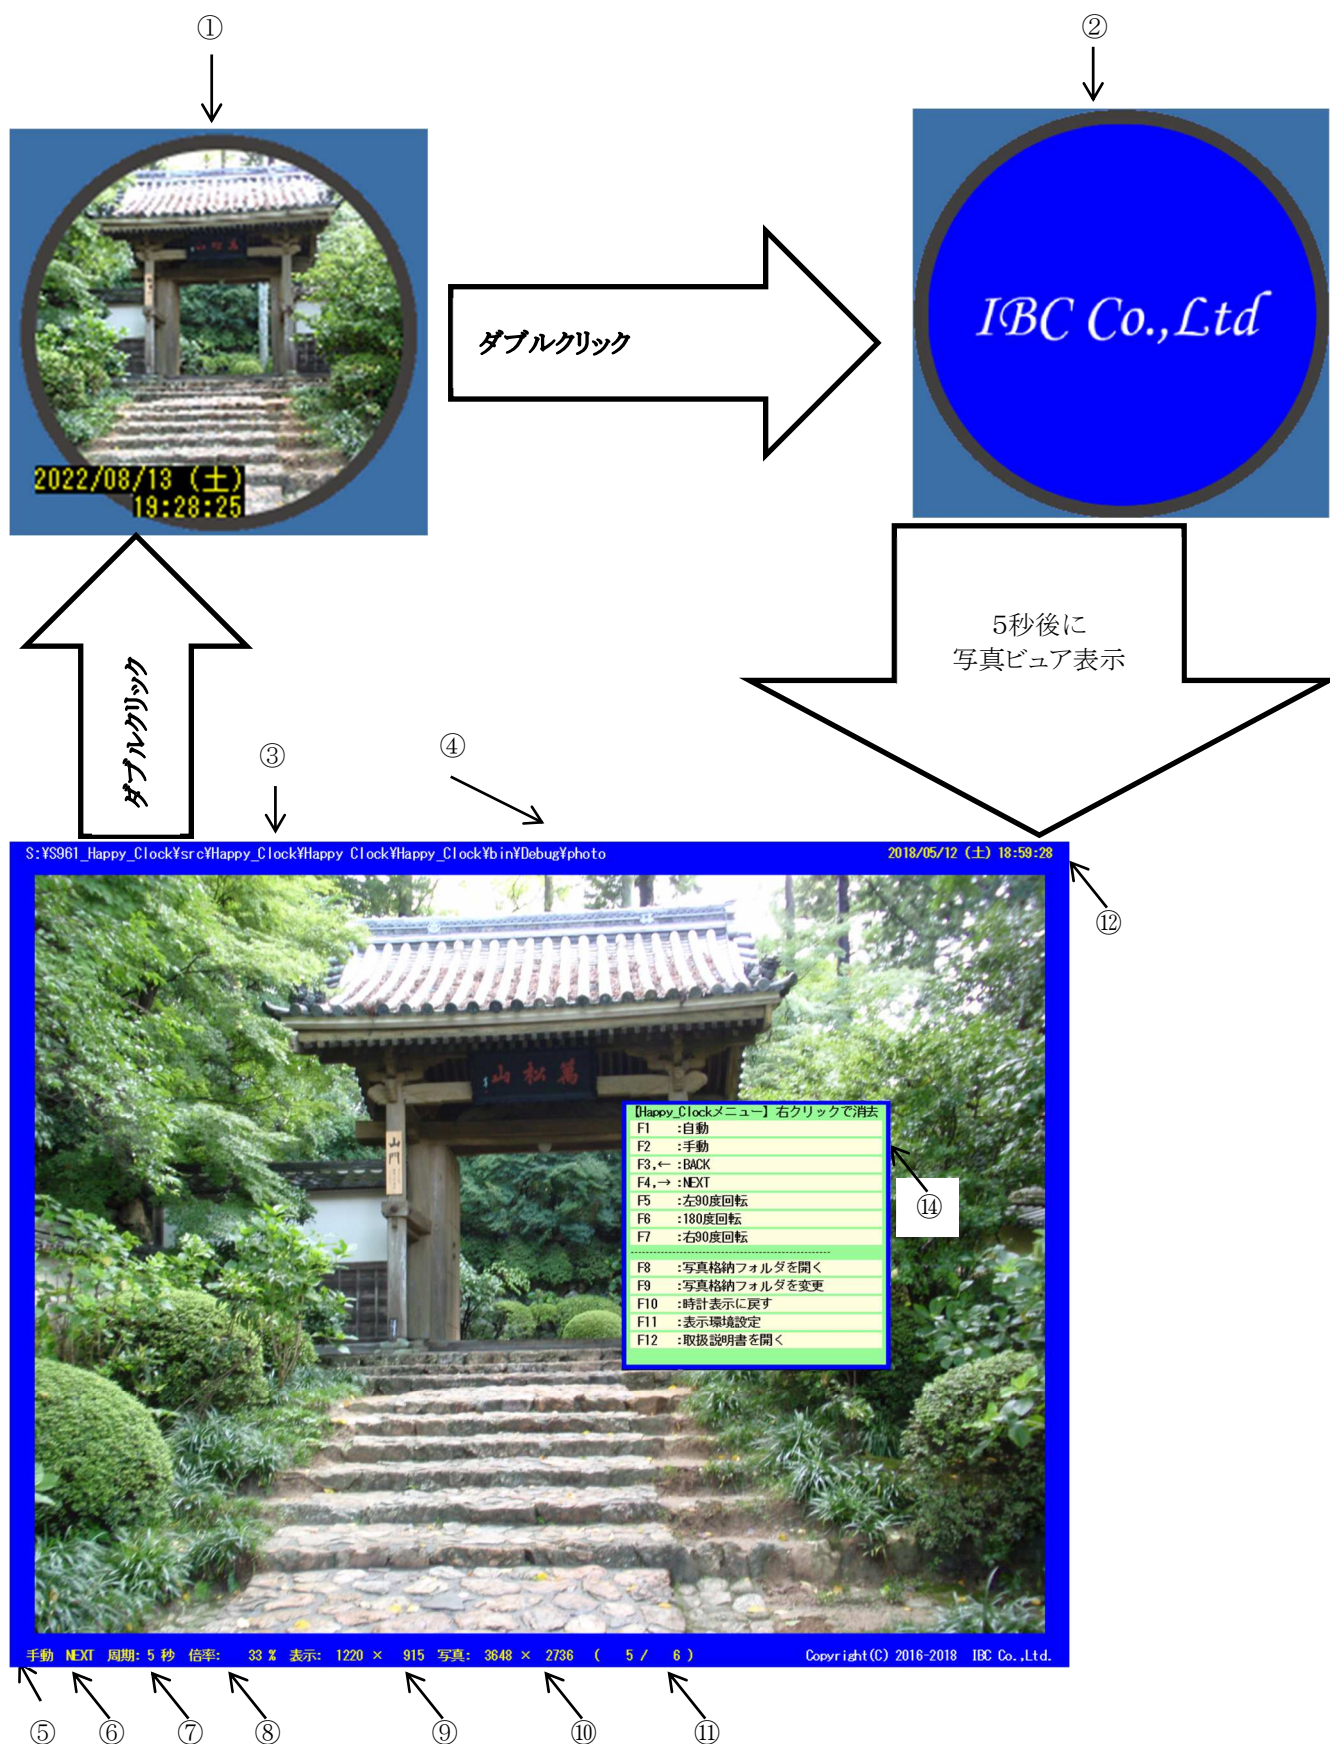 ①
②
萬松山
2022/08/13 (土)
19:28:25
ダブルクリック
IBC Co.,Ltd
5秒後に
写真ビュア表示
ダブルクリック
③
④
S:¥S961_Happy_Clock¥src¥Happy_Clock¥Happy Clock¥Happy_Clock¥bin¥Debug¥photo
2018/05/12 (土) 18:59:28
⑫
山松萬
山門
【Happy_Clockメニュー】右クリックで消去
F1 :自動
F2 :手動
F3,← :BACK
F4,→ :NEXT
F5 :左90度回転
F6 :180度回転
F7 :右90度回転
F8 :写真格納フォルダを開く
F9 :写真格納フォルダを変更
F10 :時計表示に戻す
F11 :表示環境設定
F12 :取扱説明書を開く
⑭
手動 NEXT 周期: 5 秒 倍率: 33 % 表示: 1220 × 915 写真: 3648 × 2736 ( 5 / 6 )
Copyright(C) 2016-2018 IBC Co.,Ltd.
⑤
⑥
⑦
⑧
⑨
⑩
⑪